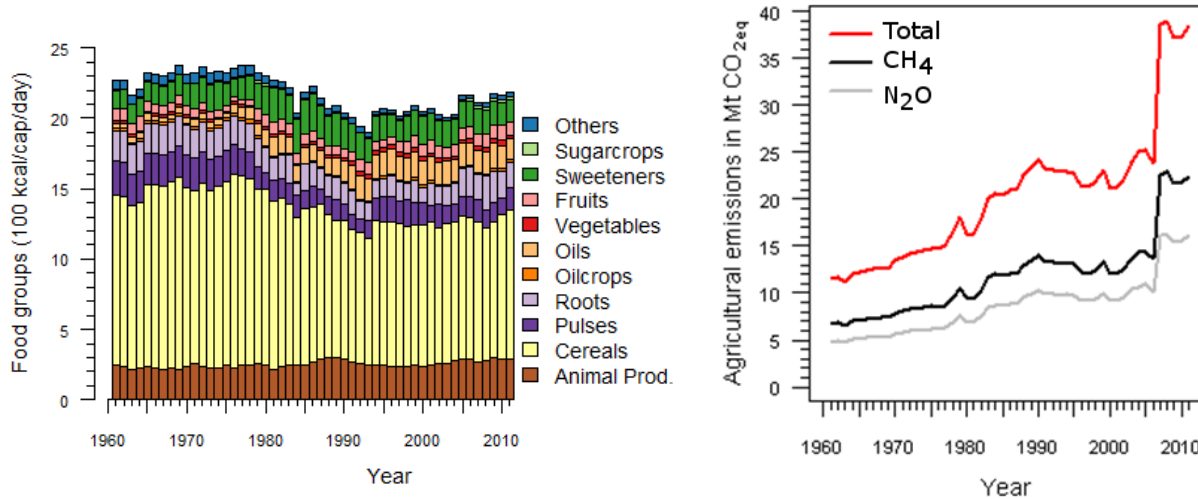 Food groups (100 kcal/cap/day)
25
20
15
10
5
0
1960 1970 1980 1990 2000 2010
Year
Others
Sugarcrops
Sweeteners
Fruits
Vegetables
Oils
Oilcrops
Roots
Pulses
Cereals
Animal Prod.
Agricultural emissions in Mt CO2eq
40
35
30
25
20
15
10
5
0
Total
CH4
N2O
1960 1970 1980 1990 2000 2010
Year